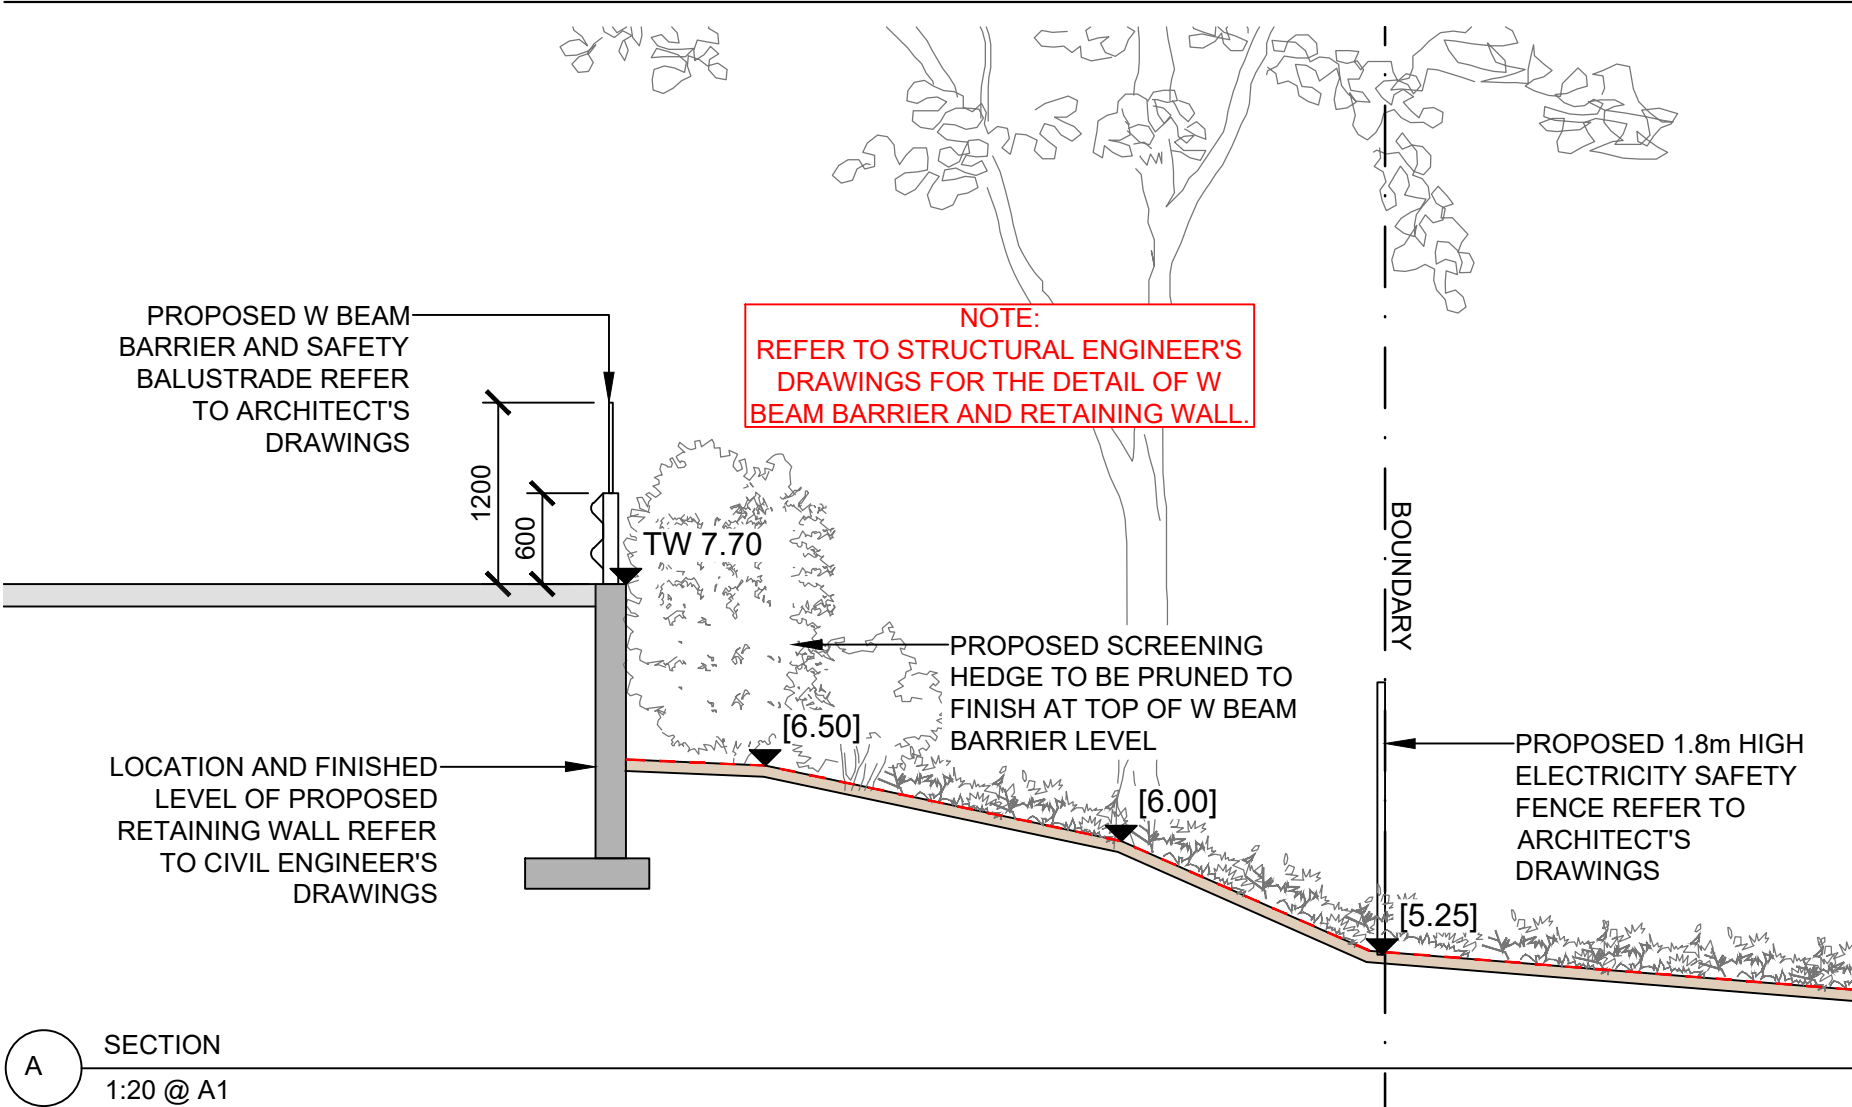 PROPOSED W BEAM
BARRIER AND SAFETY
BALUSTRADE REFER
TO ARCHITECT'S
DRAWINGS
NOTE:
REFER TO STRUCTURAL ENGINEER'S
DRAWINGS FOR THE DETAIL OF W
BEAM BARRIER AND RETAINING WALL.
1200
600
TW 7.70
BOUNDARY
PROPOSED SCREENING
HEDGE TO BE PRUNED TO
FINISH AT TOP OF W BEAM
BARRIER LEVEL
[6.50]
LOCATION AND FINISHED
LEVEL OF PROPOSED
RETAINING WALL REFER
TO CIVIL ENGINEER'S
DRAWINGS
[6.00]
PROPOSED 1.8m HIGH
ELECTRICITY SAFETY
FENCE REFER TO
ARCHITECT'S
DRAWINGS
[5.25]
A
SECTION
1:20 @ A1